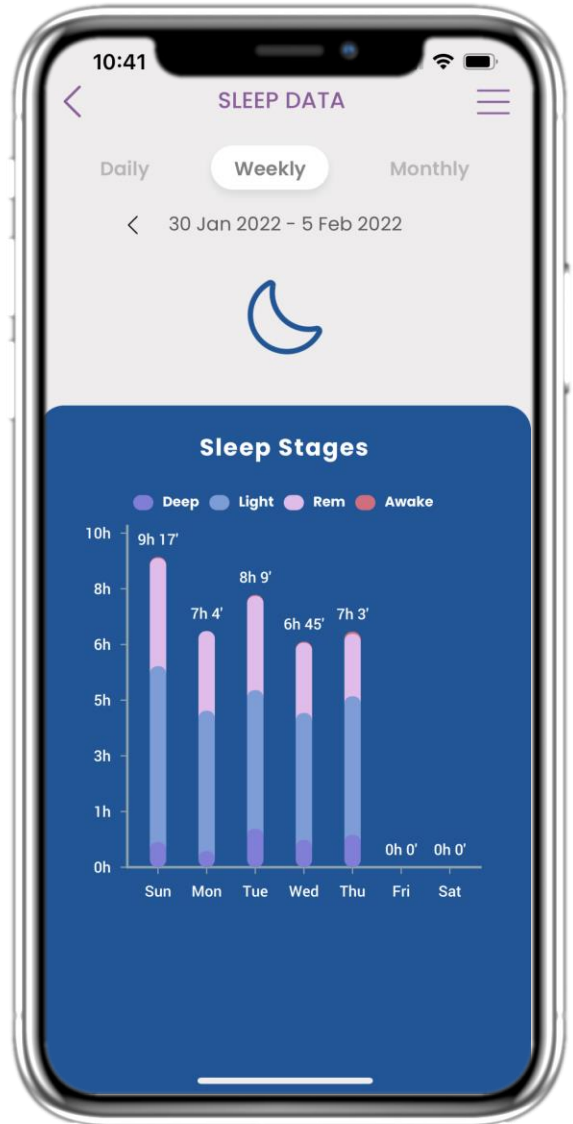 10:41
SLEEP DATA
Daily Weekly Monthly
30 Jan 2022 - 5 Feb 2022
Sleep Stages
Deep Light Rem Awake
10h
9h 17'
8h 9'
8h
7h 4'
6h 45'
7h 3'
6h
5h
3h
1h
0h 0' 0h 0'
0h
Sun Mon Tue Wed Thu Fri Sat